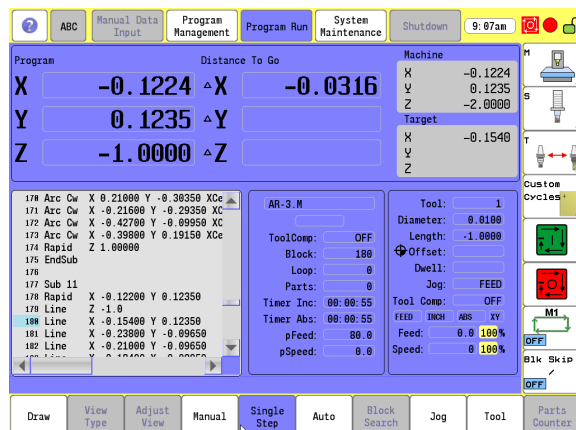 ?
ABC
Manual Data Input
Program Management
Program Run
System Maintenance
Shutdown
9:07am
Program
Distance To Go
X -0.1224 ΔX -0.0316
Y 0.1235 ΔY
Z -1.0000 ΔZ
Machine
X -0.1224
Y 0.1235
Z -2.0000
Target
X -0.1540
Y
Z
M
S
T
Custom
Cycles
170 Arc Cw X 0.21000 Y -0.30350 XCe
171 Arc Cw X -0.21600 Y -0.29350 XC
172 Arc Cw X -0.42700 Y -0.09950 XC
173 Arc Cw X -0.39800 Y 0.19150 XC
174 Rapid Z 1.00000
175 EndSub
176
177 Sub 11
178 Rapid X -0.12200 Y 0.12350
179 Line Z -1.0
180 Line X -0.15400 Y 0.12350
181 Line X -0.23800 Y -0.09650
182 Line X -0.21000 Y -0.09650
AR-3.M
ToolComp: OFF
Block: 180
Loop: 0
Parts: 0
Timer Inc: 00:00:55
Timer Abs: 00:00:55
pFeed: 80.0
pSpeed: 0.0
Tool: 1
Diameter: 0.0100
Length: -1.0000
Offset:
Dwell:
Jog: FEED
Tool Comp: OFF
FEED INCH ABS XY
Feed: 0.0 100%
Speed: 0 100%
M1
OFF
Blk Skip
/
OFF
Draw
View Type
Adjust View
Manual
Single Step
Auto
Block Search
Jog
Tool
Parts Counter